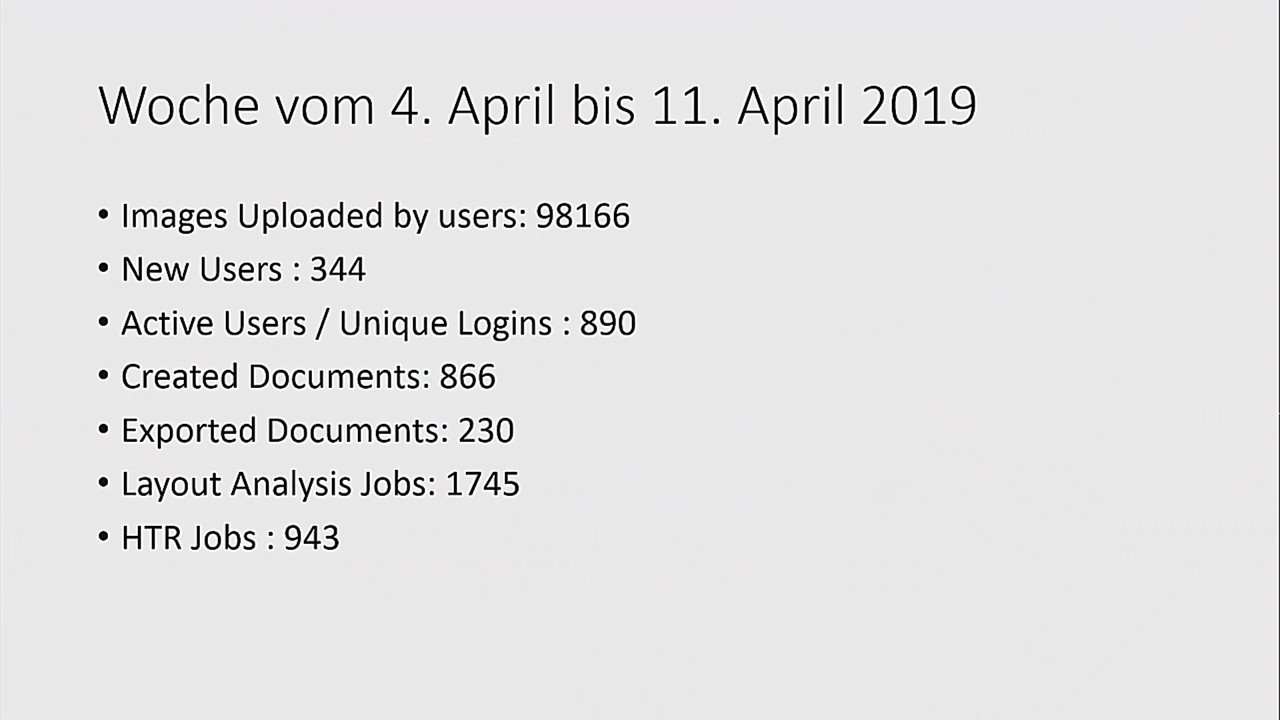 Woche vom 4. April bis 11. April 2019
• Images Uploaded by users: 98166
• New Users : 344
• Active Users / Unique Logins : 890
• Created Documents: 866
• Exported Documents: 230
• Layout Analysis Jobs: 1745
• HTR Jobs : 943